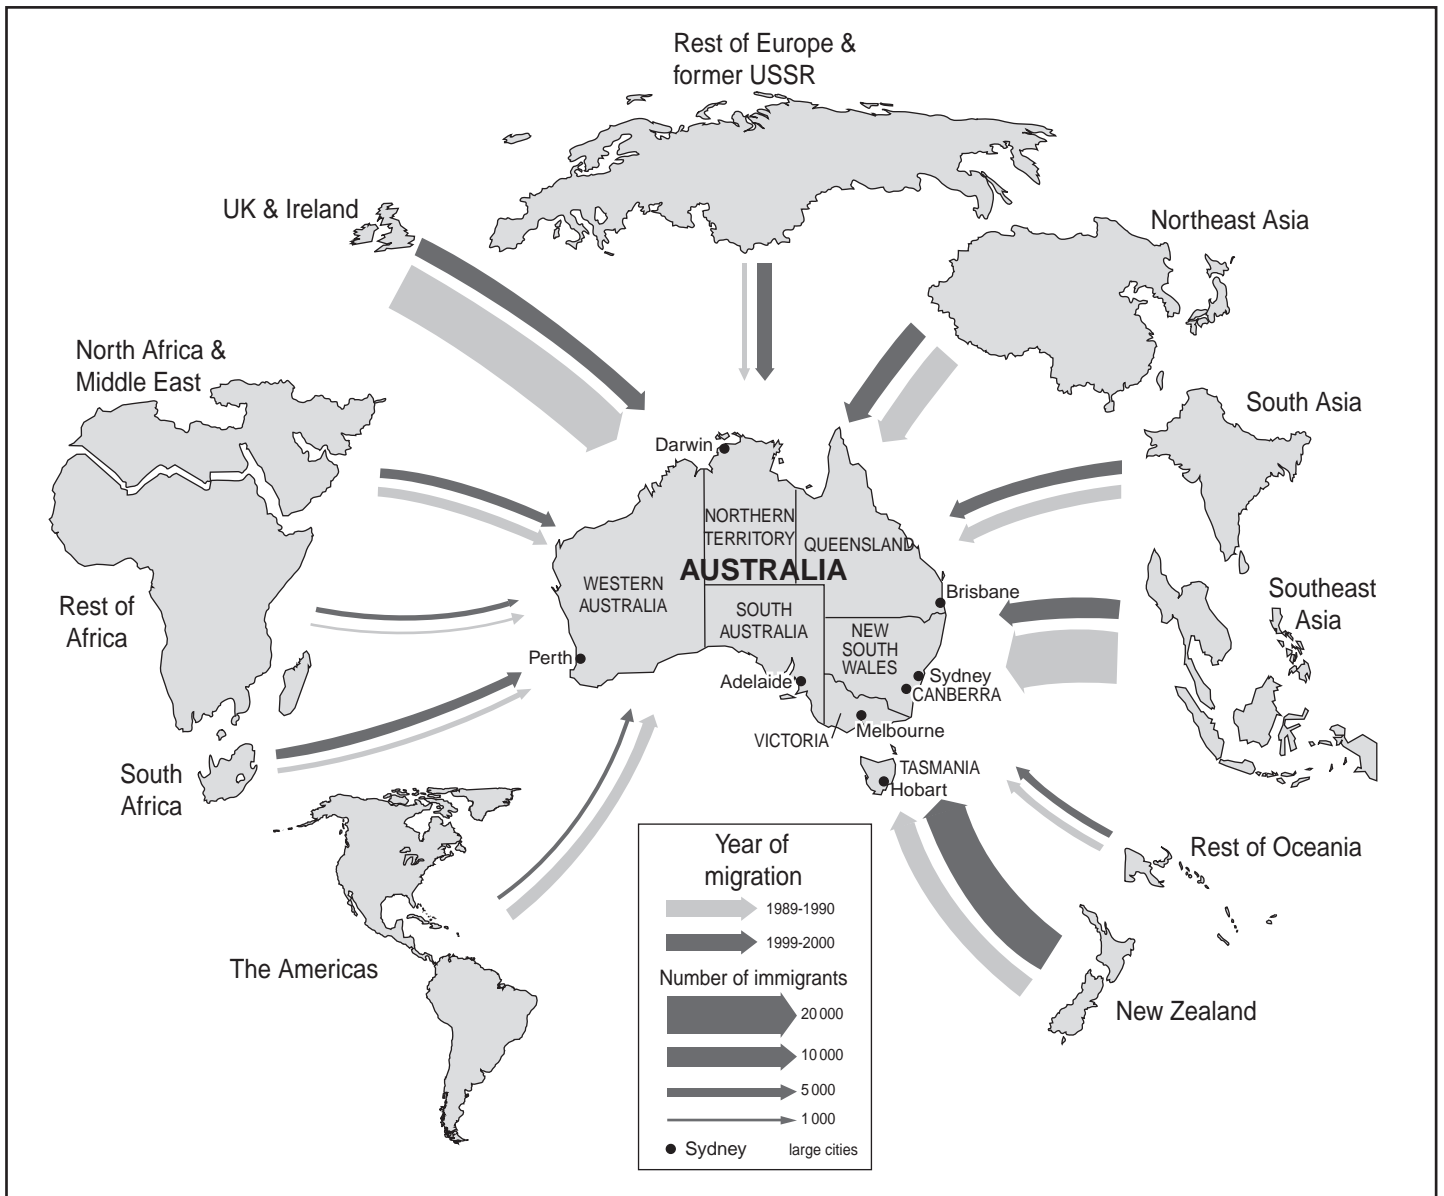 Rest of Europe &
former USSR
UK & Ireland
Northeast Asia
North Africa &
Middle East
South Asia
Darwin
NORTHERN
TERRITORY
QUEENSLAND
AUSTRALIA
WESTERN
AUSTRALIA
Southeast
Asia
Brisbane
Rest of
Africa
SOUTH
AUSTRALIA
NEW
SOUTH
WALES
Perth
Adelaide
Sydney
CANBERRA
VICTORIA
Melbourne
South
Africa
TASMANIA
Hobart
Rest of Oceania
The Americas
New Zealand
Year of
migration
1989-1990
1999-2000
Number of immigrants
20 000
10 000
5 000
1 000
Sydney large cities